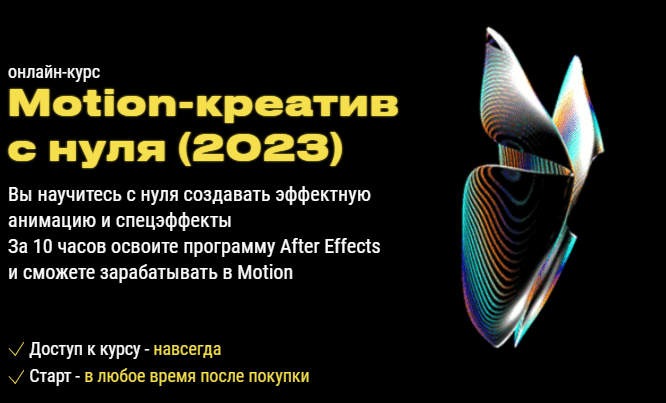 онлайн-курс
Motion-креатив
с нуля (2023)
Вы научитесь с нуля создавать эффектную
анимацию и спецэффекты
За 10 часов освоите программу After Effects
и сможете зарабатывать в Motion
Доступ к курсу - навсегда
Старт - в любое время после покупки